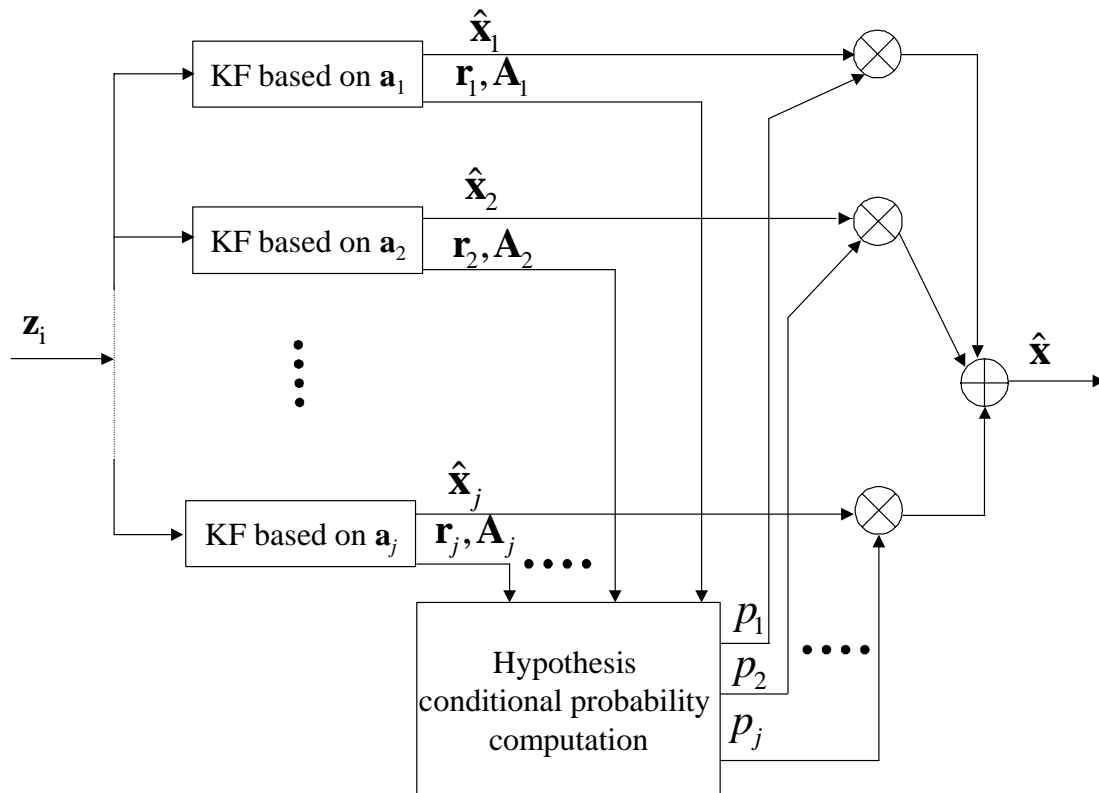 x̂₁
KF based on a₁
r₁, A₁
x̂₂
KF based on a₂
r₂, A₂
zᵢ
x̂
x̂ⱼ
KF based on aⱼ
rⱼ, Aⱼ
p₁
Hypothesis
conditional probability
computation
p₂
pⱼ